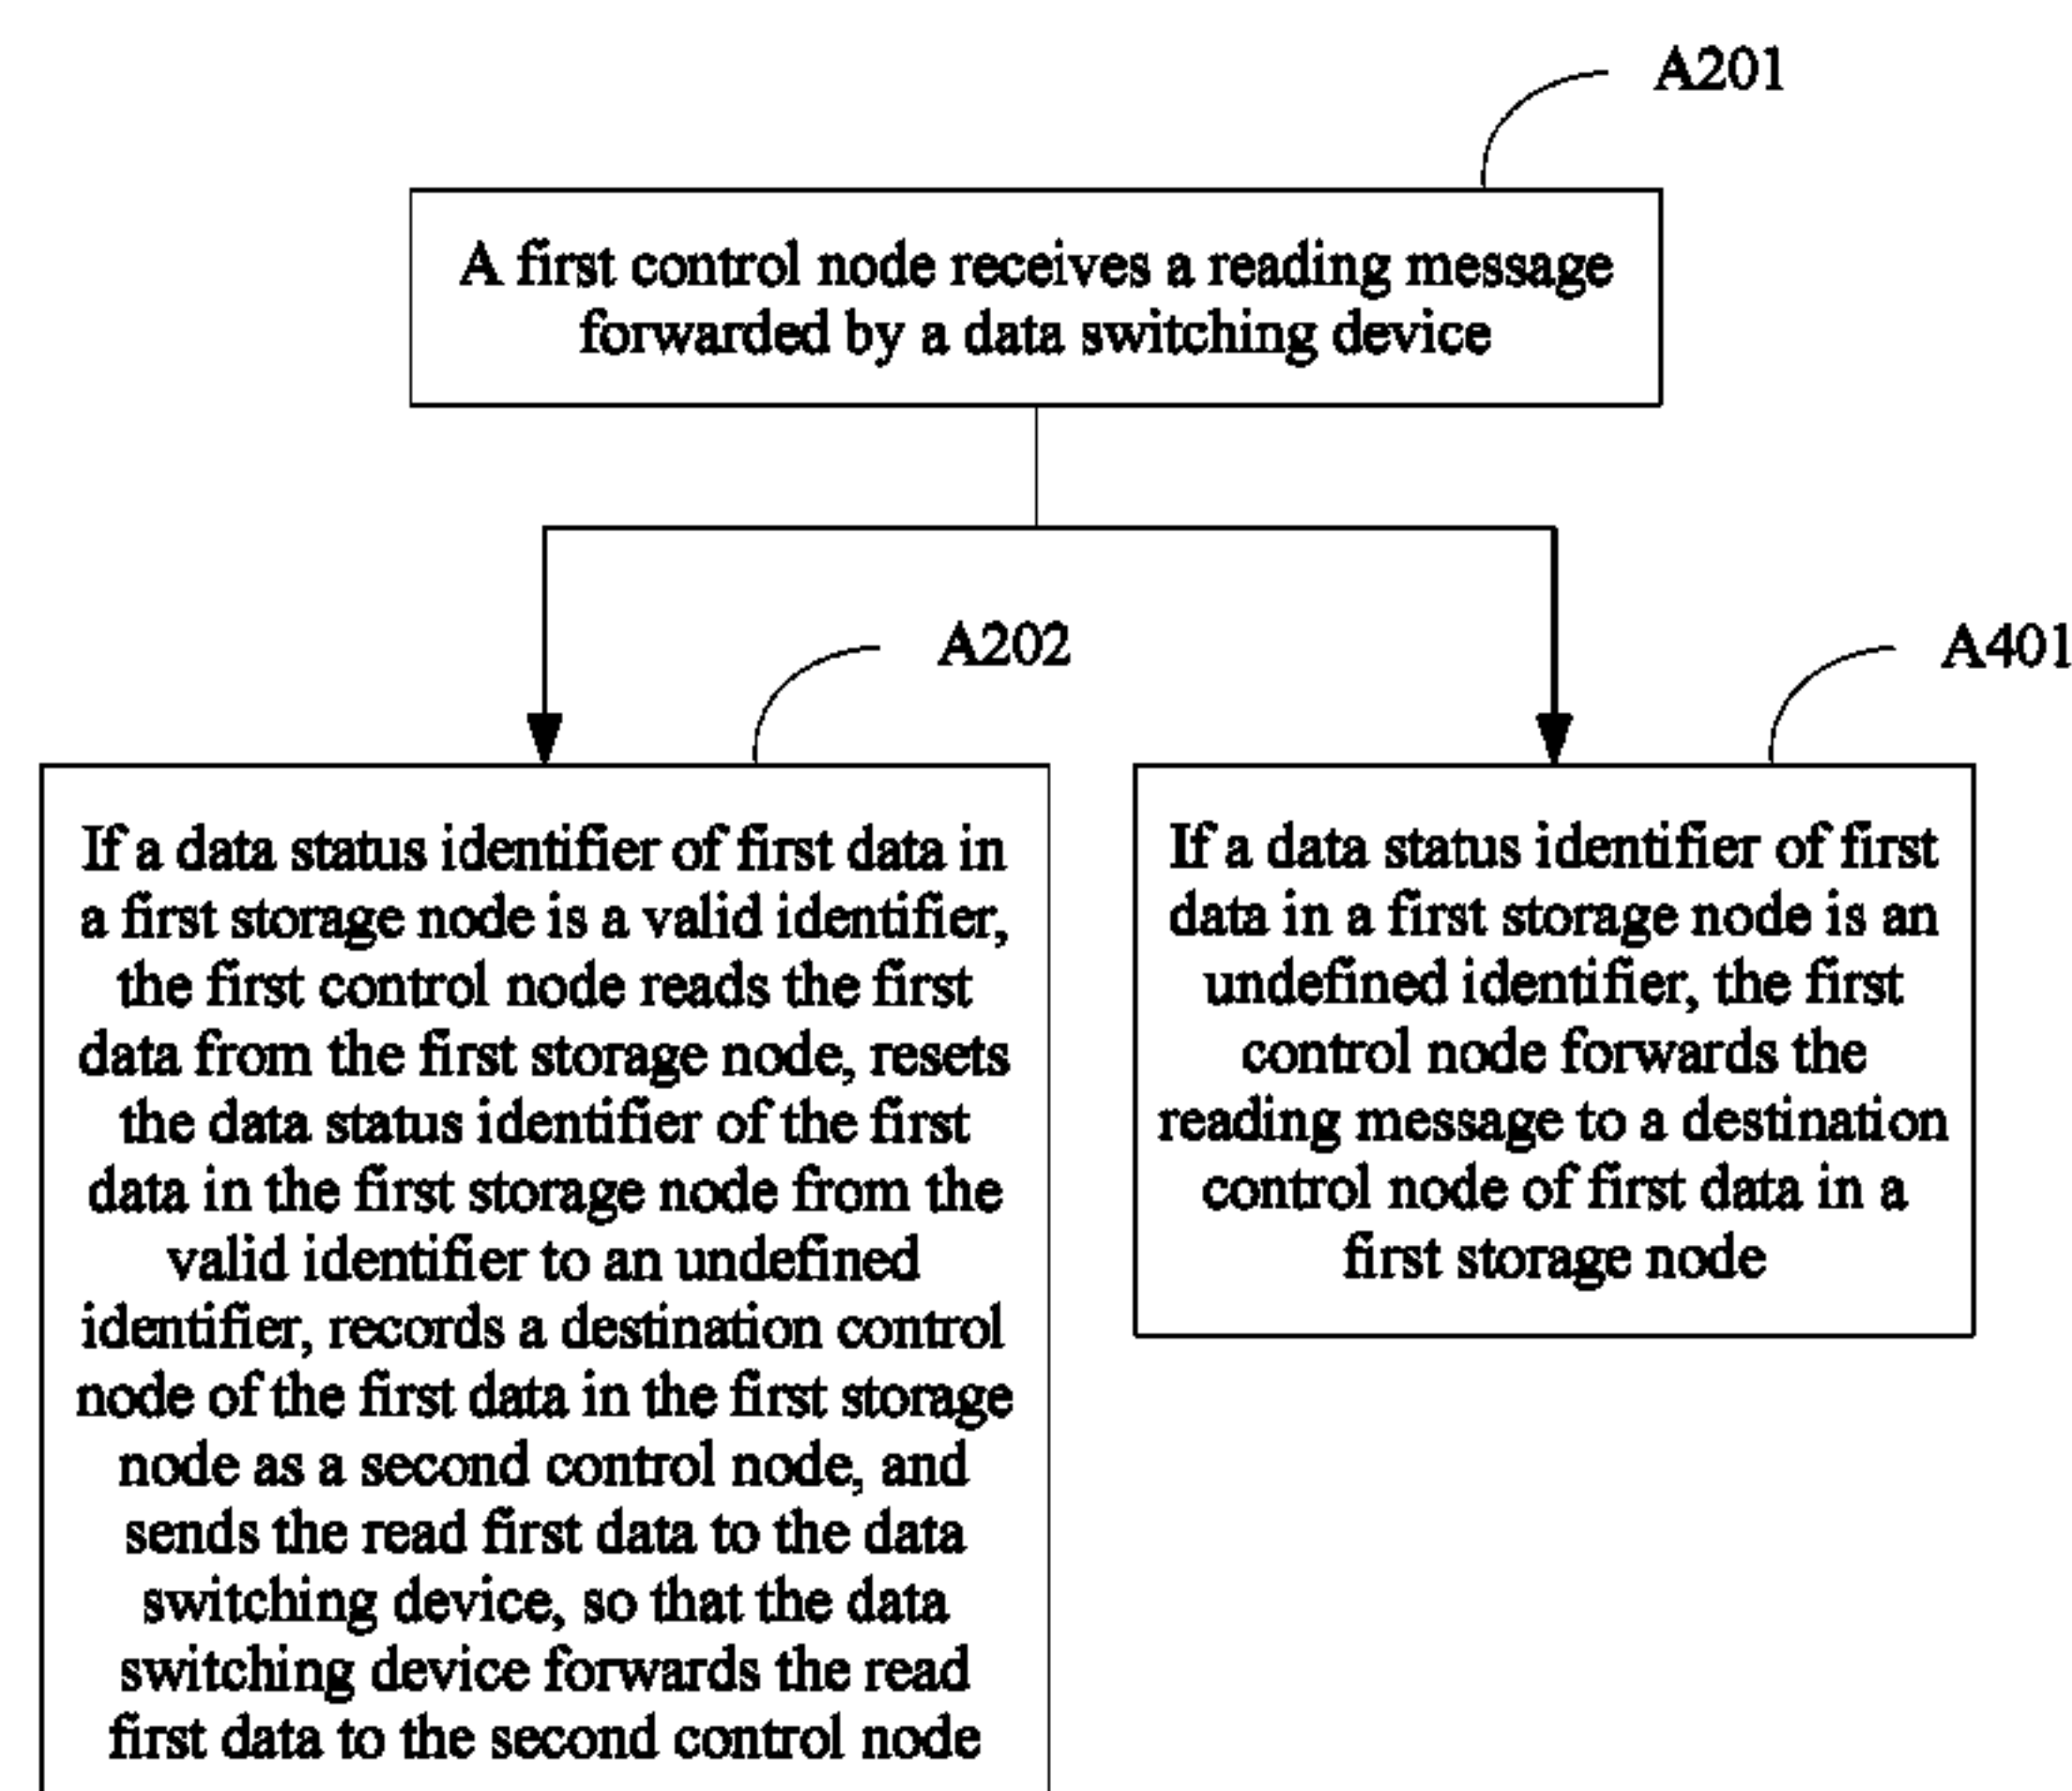 A201
A first control node receives a reading message
forwarded by a data switching device
A202
If a data status identifier of first data in
a first storage node is a valid identifier,
the first control node reads the first
data from the first storage node, resets
the data status identifier of the first
data in the first storage node from the
valid identifier to an undefined
identifier, records a destination control
node of the first data in the first storage
node as a second control node, and
sends the read first data to the data
switching device, so that the data
switching device forwards the read
first data to the second control node
A401
If a data status identifier of first
data in a first storage node is an
undefined identifier, the first
control node forwards the
reading message to a destination
control node of first data in a
first storage node